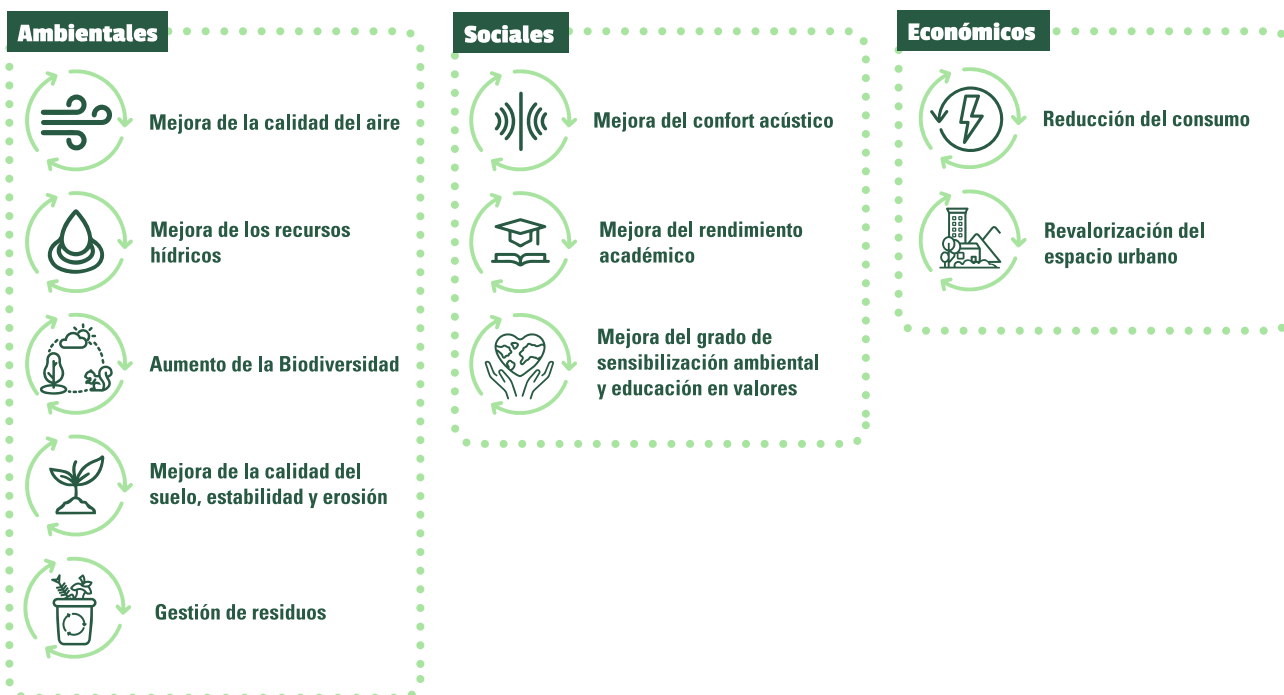 Ambientales
Mejora de la calidad del aire
Mejora de los recursos
hídricos
Aumento de la Biodiversidad
Mejora de la calidad del
suelo, estabilidad y erosión
Gestión de residuos
Sociales
Mejora del confort acústico
Mejora del rendimiento
académico
Mejora del grado de
sensibilización ambiental
y educación en valores
Económicos
Reducción del consumo
Revalorización del
espacio urbano